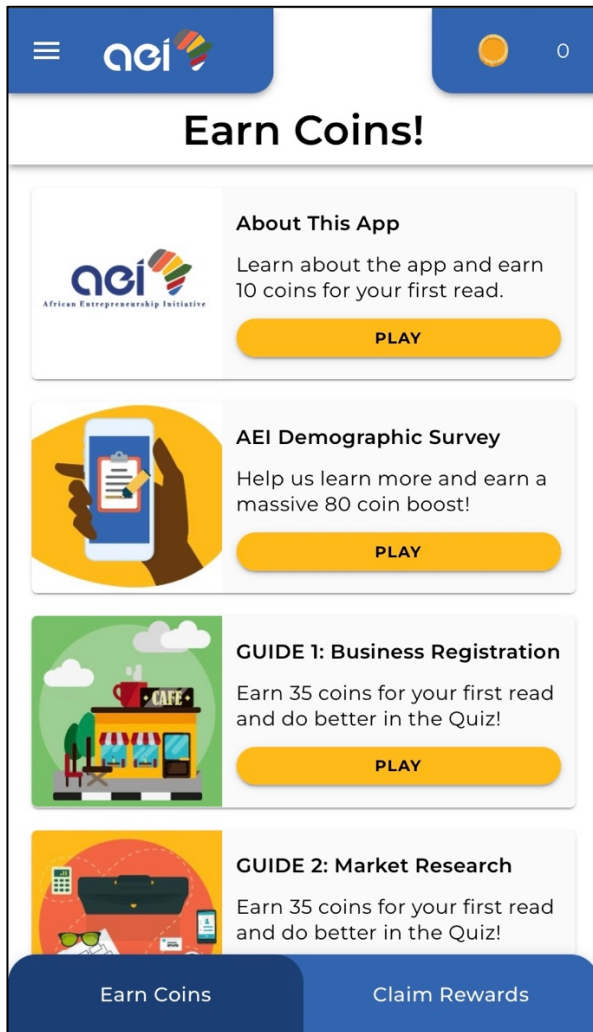 aeí
0
Earn Coins!
About This App
Learn about the app and earn
10 coins for your first read.
PLAY
aeí
African Entrepreneurship Initiative
AEI Demographic Survey
Help us learn more and earn a
massive 80 coin boost!
PLAY
GUIDE 1: Business Registration
Earn 35 coins for your first read
and do better in the Quiz!
PLAY
CAFE
GUIDE 2: Market Research
Earn 35 coins for your first read
and do better in the Quiz!
Earn Coins
Claim Rewards